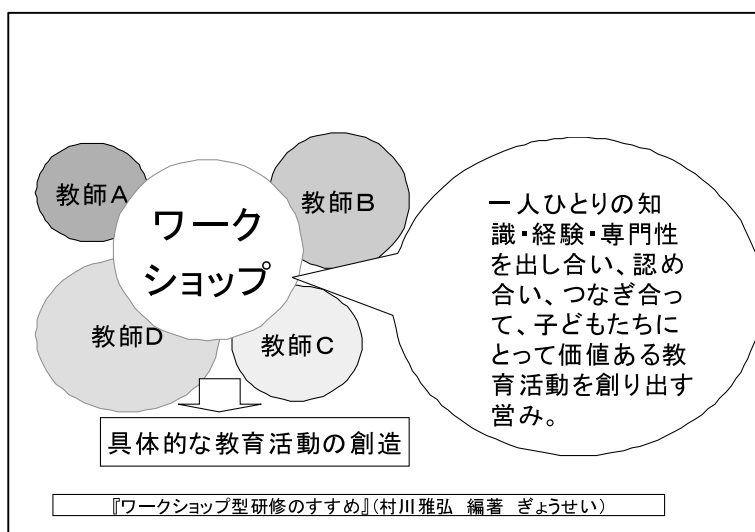 教師A
教師B
ワーク
ショップ
教師D
教師C
一人ひとりの知
識・経験・専門性
を出し合い、認め
合い、つなぎ合っ
て、子どもたちに
とって価値ある教
育活動を創り出す
営み。
具体的な教育活動の創造
『ワークショップ型研修のすすめ』(村川雅弘 編著 ぎょうせい)